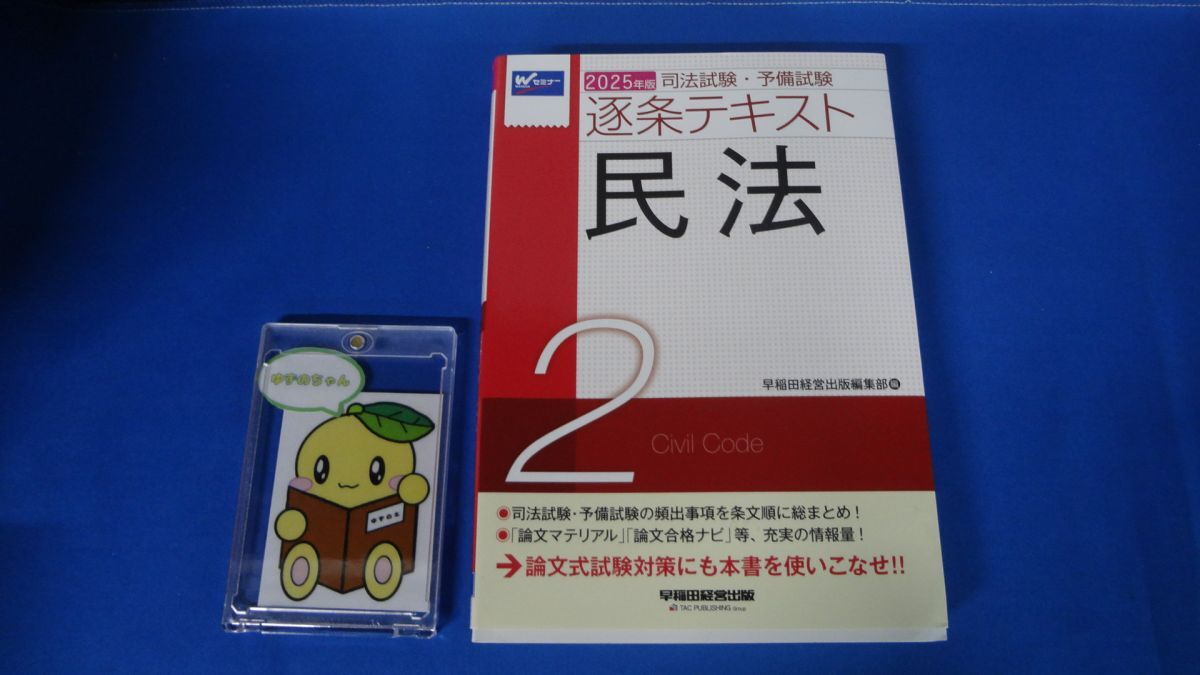 Wセミナー
WASEDA
2025年版 司法試験・予備試験
逐条テキスト
民法
2
早稲田経営出版編集部 編
Civil Code
●司法試験・予備試験の頻出事項を条文順に総まとめ!
●「論文マテリアル」「論文合格ナビ」等、充実の情報量!
→論文式試験対策にも本書を使いこなせ!!
早稲田経営出版
TAC PUBLISHING Group
ゆずのちゃん